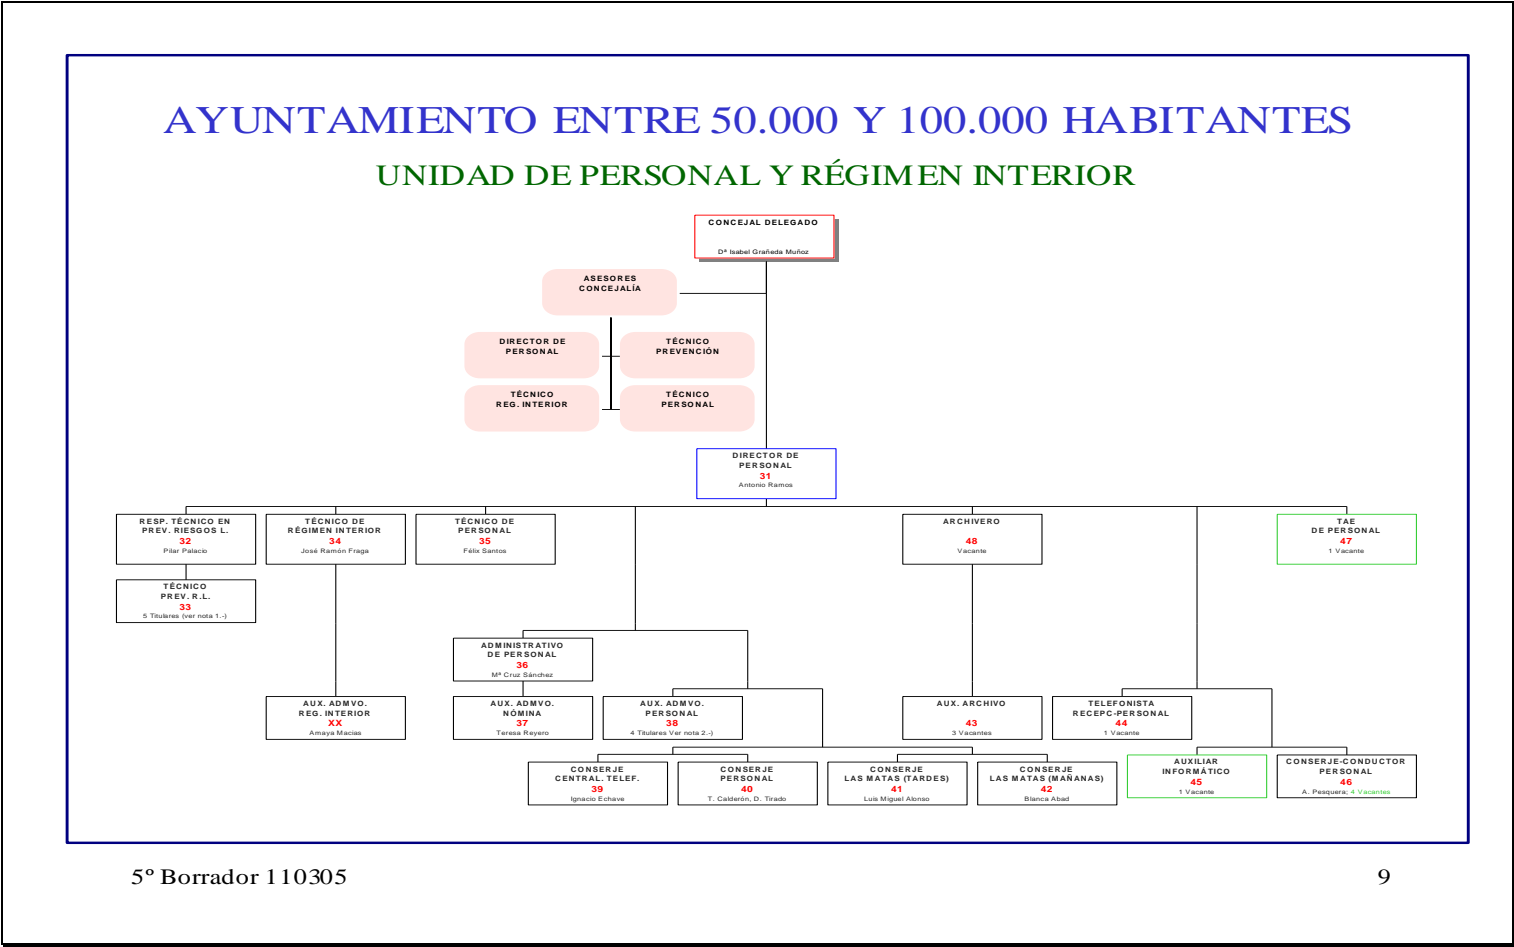 AYUNTAMIENTO ENTRE 50.000 Y 100.000 HABITANTES
UNIDAD DE PERSONAL Y RÉGIMEN INTERIOR
CONCEJAL DELEGADO
Dª Isabel Grañeda Muñoz
ASESORES
CONCEJALÍA
DIRECTOR DE
PERSONAL
TÉCNICO
PREVENCIÓN
TÉCNICO
REG. INTERIOR
TÉCNICO
PERSONAL
DIRECTOR DE
PERSONAL
31
Antonio Ramos
RESP. TÉCNICO EN
PREV. RIESGOS L.
32
Pilar Palacio
TÉCNICO DE
RÉGIMEN INTERIOR
34
José Ramón Fraga
TÉCNICO DE
PERSONAL
35
Félix Santos
ARCHIVERO
48
Vacante
TAE
DE PERSONAL
47
1 Vacante
TÉCNICO
PREV. R.L.
33
5 Titulares (ver nota 1.-)
ADMINISTRATIVO
DE PERSONAL
36
Mª Cruz Sánchez
AUX. ADMVO.
REG. INTERIOR
XX
Amaya Macias
AUX. ADMVO.
NÓMINA
37
Teresa Reyero
AUX. ADMVO.
PERSONAL
38
4 Titulares Ver nota 2.-)
AUX. ARCHIVO
43
3 Vacantes
TELEFONISTA
RECEPC-PERSONAL
44
1 Vacante
CONSERJE
CENTRAL. TELEF.
39
Ignacio Echave
CONSERJE
PERSONAL
40
T. Calderón, D. Tirado
CONSERJE
LAS MATAS (TARDES)
41
Luis Miguel Alonso
CONSERJE
LAS MATAS (MAÑANAS)
42
Blanca Abad
AUXILIAR
INFORMÁTICO
45
1 Vacante
CONSERJE-CONDUCTOR
PERSONAL
46
A. Pesquera; 4 Vacantes
5º Borrador 110305
9